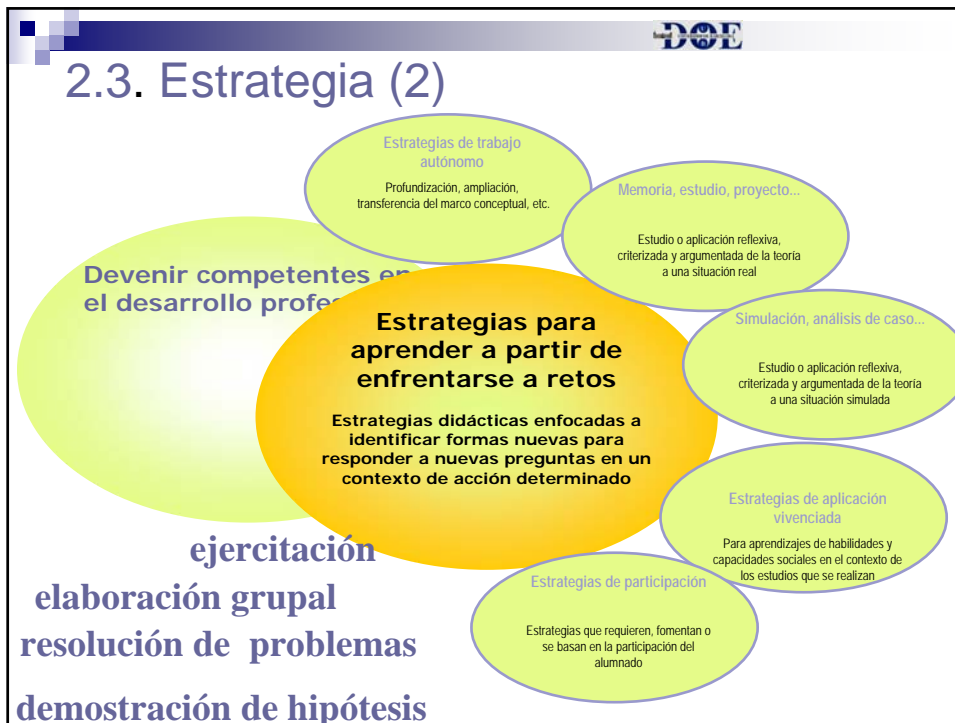 DOE
2.3. Estrategia (2)
Estrategias de trabajo
autónomo
Profundización, ampliación,
transferencia del marco conceptual, etc.
Memoria, estudio, proyecto...
Estudio o aplicación reflexiva,
criterizada y argumentada de la teoría
a una situación real
Devenir competentes en
el desarrollo profes
Estrategias para
aprender a partir de
enfrentarse a retos
Estrategias didácticas enfocadas a
identificar formas nuevas para
responder a nuevas preguntas en un
contexto de acción determinado
Simulación, análisis de caso...
Estudio o aplicación reflexiva,
criterizada y argumentada de la teoría
a una situación simulada
Estrategias de aplicación
vivenciada
Para aprendizajes de habilidades y
capacidades sociales en el contexto de
los estudios que se realizan
Estrategias de participación
Estrategias que requieren, fomentan o
se basan en la participación del
alumnado
ejercitación
elaboración grupal
resolución de problemas
demostración de hipótesis